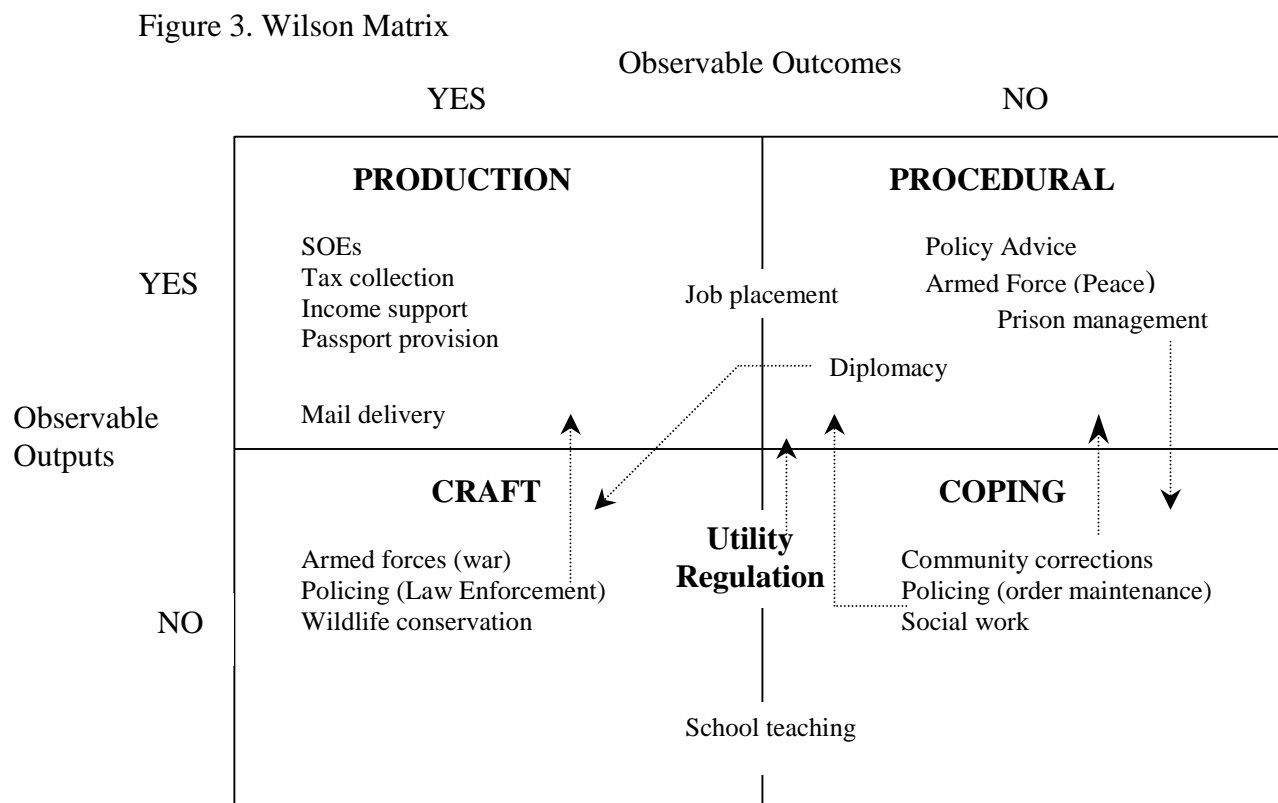 Figure 3. Wilson Matrix
Observable Outcomes
YES NO
PRODUCTION PROCEDURAL
SOEs
Tax collection
Income support
Passport provision
Mail delivery
Policy Advice
Armed Force (Peace)
Prison management
YES
Job placement
Diplomacy
Observable
Outputs
CRAFT COPING
Armed forces (war)
Policing (Law Enforcement)
Wildlife conservation
Utility
Regulation
Community corrections
Policing (order maintenance)
Social work
NO
School teaching